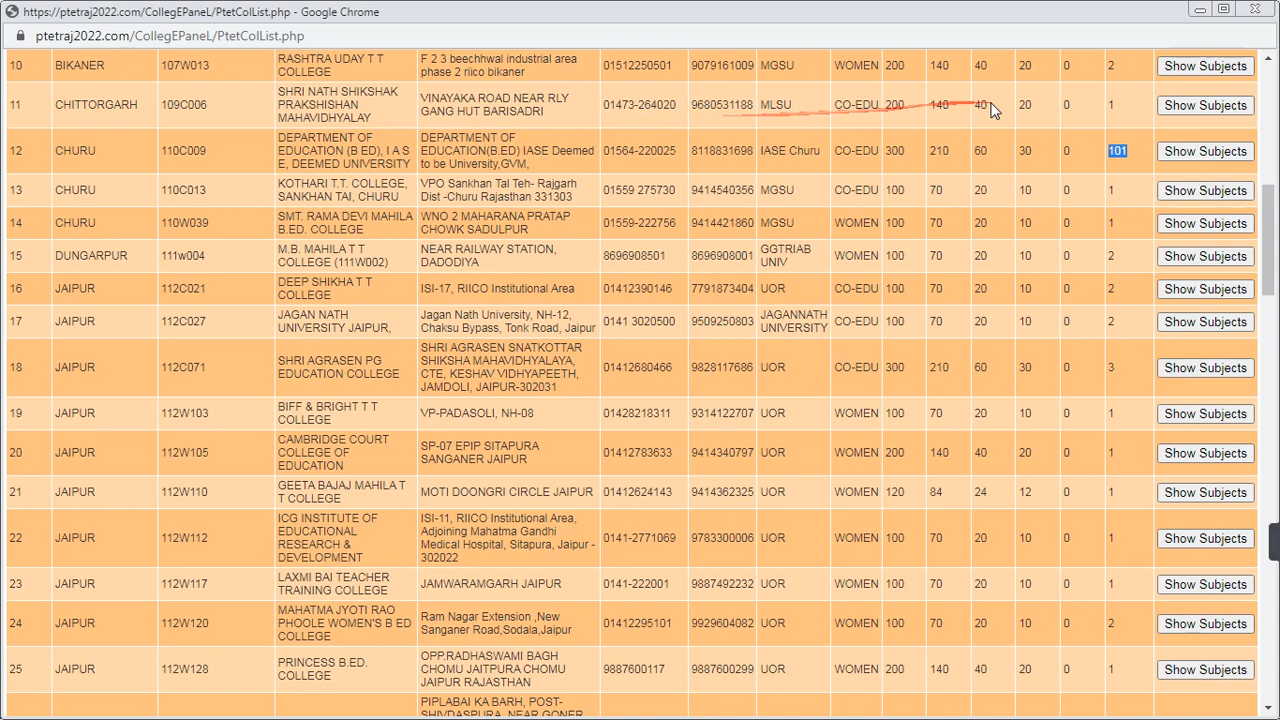 https://ptetraj2022.com/CollegEPaneL/PtetColList.php - Google Chrome
ptetraj2022.com/CollegEPaneL/PtetColList.php
10 BIKANER 107W013 RASHTRA UDAY T T COLLEGE F 2 3 beechhwal industrial area phase 2 riico bikaner 01512250501 9079161009 MGSU WOMEN 200 140 40 20 0 2 Show Subjects
11 CHITTORGARH 109C006 SHRI NATH SHIKSHAK PRAKSHISHAN MAHAVIDHYALAY VINAYAKA ROAD NEAR RLY GANG HUT BARISADRI 01473-264020 9680531188 MLSU CO-EDU 200 140 40 20 0 1 Show Subjects
12 CHURU 110C009 DEPARTMENT OF EDUCATION (B ED), I A S E, DEEMED UNIVERSITY DEPARTMENT OF EDUCATION(B.ED) IASE Deemed to be University,GVM, 01564-220025 8118831698 IASE Churu CO-EDU 300 210 60 30 0 101 Show Subjects
13 CHURU 110C013 KOTHARI T.T. COLLEGE, SANKHAN TAI, CHURU VPO Sankhan Tal Teh- Rajgarh Dist -Churu Rajasthan 331303 01559 275730 9414540356 MGSU CO-EDU 100 70 20 10 0 1 Show Subjects
14 CHURU 110W039 SMT. RAMA DEVI MAHILA B.ED. COLLEGE WNO 2 MAHARANA PRATAP CHOWK SADULPUR 01559-222756 9414421860 MGSU WOMEN 100 70 20 10 0 1 Show Subjects
15 DUNGARPUR 111w004 M.B. MAHILA T T COLLEGE (111W002) NEAR RAILWAY STATION, DADODIYA 8696908501 8696908001 GGTRIAB UNIV WOMEN 100 70 20 10 0 2 Show Subjects
16 JAIPUR 112C021 DEEP SHIKHA T T COLLEGE ISI-17, RIICO Institutional Area 01412390146 7791873404 UOR CO-EDU 100 70 20 10 0 2 Show Subjects
17 JAIPUR 112C027 JAGAN NATH UNIVERSITY JAIPUR, Jagan Nath University, NH-12, Chaksu Bypass, Tonk Road, Jaipur 0141 3020500 9509250803 JAGANNATH UNIVERSITY CO-EDU 100 70 20 10 0 2 Show Subjects
18 JAIPUR 112C071 SHRI AGRASEN PG EDUCATION COLLEGE SHRI AGRASEN SNATKOTTAR SHIKSHA MAHAVIDHYALAYA, CTE, KESHAV VIDHYAPEETH, JAMDOLI, JAIPUR-302031 01412680466 9828117686 UOR CO-EDU 300 210 60 30 0 3 Show Subjects
19 JAIPUR 112W103 BIFF & BRIGHT T T COLLEGE VP-PADASOLI, NH-08 01428218311 9314122707 UOR WOMEN 100 70 20 10 0 1 Show Subjects
20 JAIPUR 112W105 CAMBRIDGE COURT COLLEGE OF EDUCATION SP-07 EPIP SITAPURA SANGANER JAIPUR 01412783633 9414340797 UOR WOMEN 200 140 40 20 0 1 Show Subjects
21 JAIPUR 112W110 GEETA BAJAJ MAHILA T T COLLEGE MOTI DOONGRI CIRCLE JAIPUR 01412624143 9414362325 UOR WOMEN 120 84 24 12 0 1 Show Subjects
22 JAIPUR 112W112 ICG INSTITUTE OF EDUCATIONAL RESEARCH & DEVELOPMENT ISI-11, RIICO Institutional Area, Adjoining Mahatma Gandhi Medical Hospital, Sitapura, Jaipur - 302022 0141-2771069 9783300006 UOR WOMEN 100 70 20 10 0 1 Show Subjects
23 JAIPUR 112W117 LAXMI BAI TEACHER TRAINING COLLEGE JAMWARAMGARH JAIPUR 0141-222001 9887492232 UOR WOMEN 100 70 20 10 0 1 Show Subjects
24 JAIPUR 112W120 MAHATMA JYOTI RAO PHOOLE WOMEN'S B ED COLLEGE Ram Nagar Extension ,New Sanganer Road,Sodala,Jaipur 01412295101 9929604082 UOR WOMEN 100 70 20 10 0 2 Show Subjects
25 JAIPUR 112W128 PRINCESS B.ED. COLLEGE OPP.RADHASWAMI BAGH CHOMU JAITPURA CHOMU JAIPUR RAJASTHAN 9887600117 9887600299 UOR WOMEN 200 140 40 20 0 1 Show Subjects
PIPLABAI KA BARH, POST- SHIVDASPURA, NEAR GONER